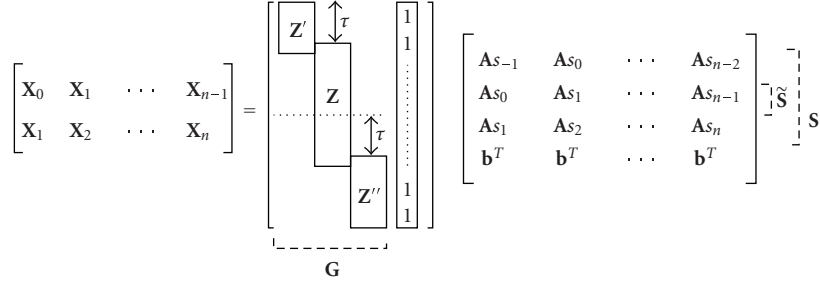 [X₀ X₁ · · · Xₙ₋₁]
[X₁ X₂ · · · Xₙ]
=
Z′ τ 1
1
Z
τ
Z″ 1
1
G
As₋₁ As₀ · · · Asₙ₋₂
As₀ As₁ · · · Asₙ₋₁
As₁ As₂ · · · Asₙ
bᵀ bᵀ · · · bᵀ
S̃
S